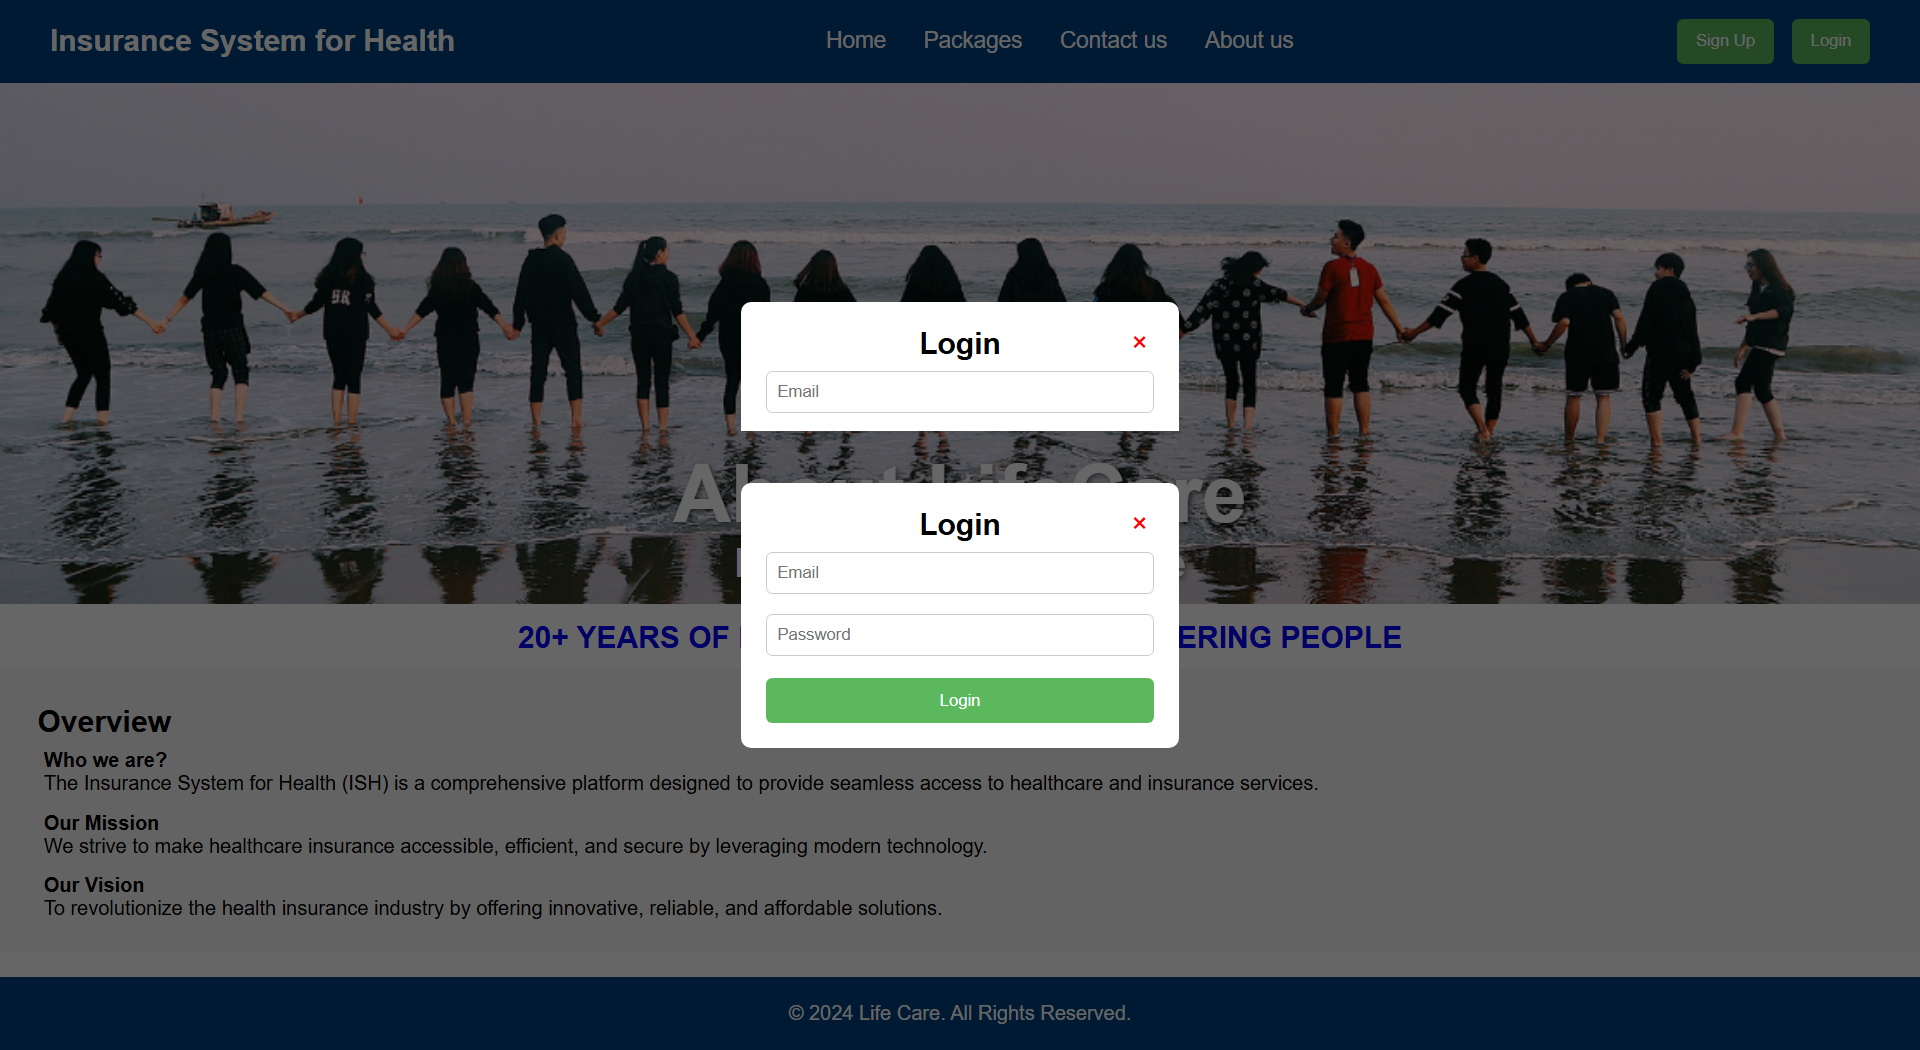 Insurance System for Health
Home Packages Contact us About us
Sign Up Login
Login ×
Email
Login ×
Email
Password
Login
20+ YEARS OF
ERING PEOPLE
Overview
Who we are?
The Insurance System for Health (ISH) is a comprehensive platform designed to provide seamless access to healthcare and insurance services.
Our Mission
We strive to make healthcare insurance accessible, efficient, and secure by leveraging modern technology.
Our Vision
To revolutionize the health insurance industry by offering innovative, reliable, and affordable solutions.
© 2024 Life Care. All Rights Reserved.